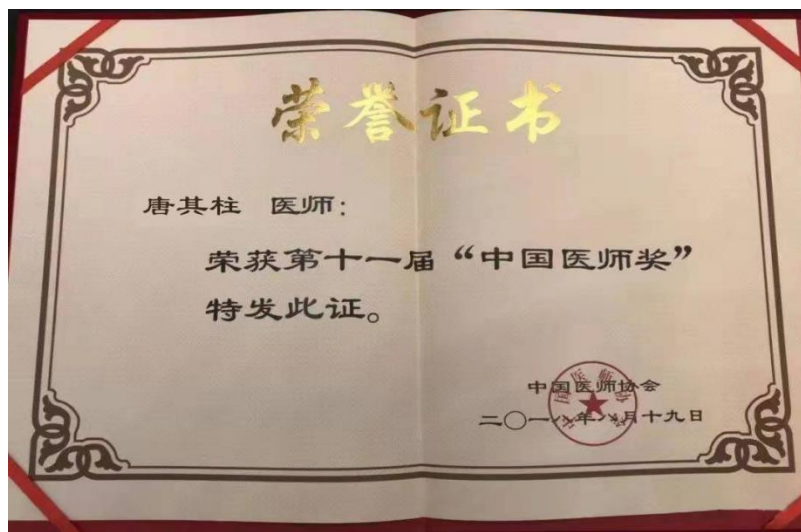 荣誉证书
唐其柱 医师：
荣获第十一届“中国医师奖”
特发此证。
中国医师协会
二〇一八年八月十九日